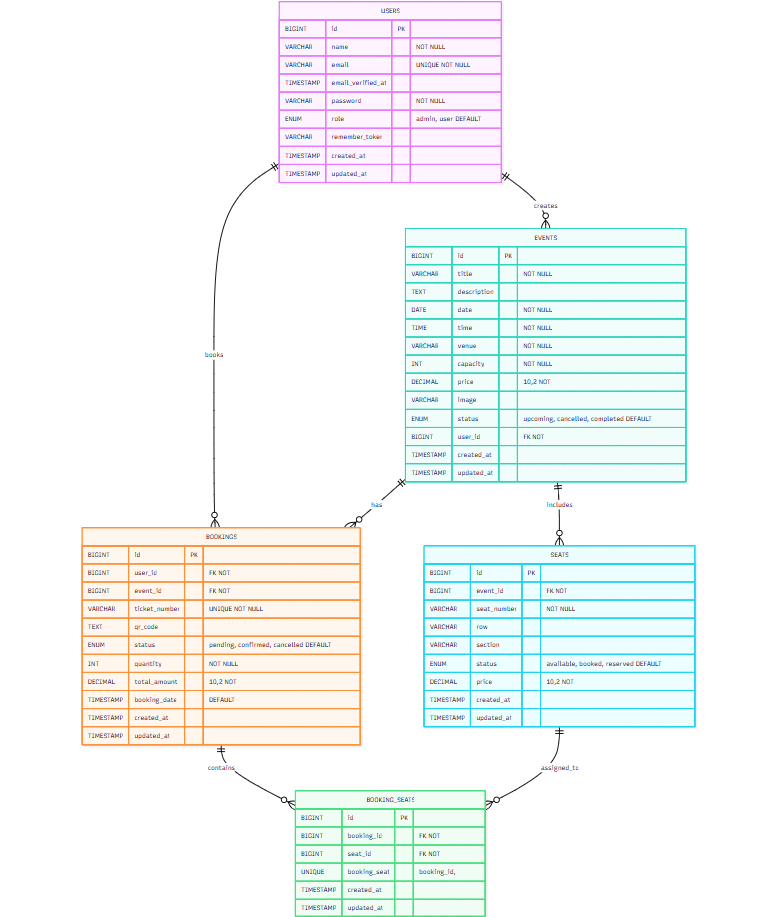 USERS
BIGINT id PK
VARCHAR name NOT NULL
VARCHAR email UNIQUE NOT NULL
TIMESTAMP email_verified_at
VARCHAR password NOT NULL
ENUM role admin, user DEFAULT
VARCHAR remember_token
TIMESTAMP created_at
TIMESTAMP updated_at
creates
EVENTS
BIGINT id PK
VARCHAR title NOT NULL
TEXT description
DATE date NOT NULL
TIME time NOT NULL
VARCHAR venue NOT NULL
INT capacity NOT NULL
DECIMAL price 10,2 NOT
VARCHAR image
ENUM status upcoming, cancelled, completed DEFAULT
BIGINT user_id FK NOT
TIMESTAMP created_at
TIMESTAMP updated_at
books
has
includes
BOOKINGS
BIGINT id PK
BIGINT user_id FK NOT
BIGINT event_id FK NOT
VARCHAR ticket_number UNIQUE NOT NULL
TEXT qr_code
ENUM status pending, confirmed, cancelled DEFAULT
INT quantity NOT NULL
DECIMAL total_amount 10,2 NOT
TIMESTAMP booking_date DEFAULT
TIMESTAMP created_at
TIMESTAMP updated_at
SEATS
BIGINT id PK
BIGINT event_id FK NOT
VARCHAR seat_number NOT NULL
VARCHAR row
VARCHAR section
ENUM status available, booked, reserved DEFAULT
DECIMAL price 10,2 NOT
TIMESTAMP created_at
TIMESTAMP updated_at
contains
assigned_to
BOOKING_SEATS
BIGINT id PK
BIGINT booking_id FK NOT
BIGINT seat_id FK NOT
UNIQUE booking_seat booking_id,
TIMESTAMP created_at
TIMESTAMP updated_at